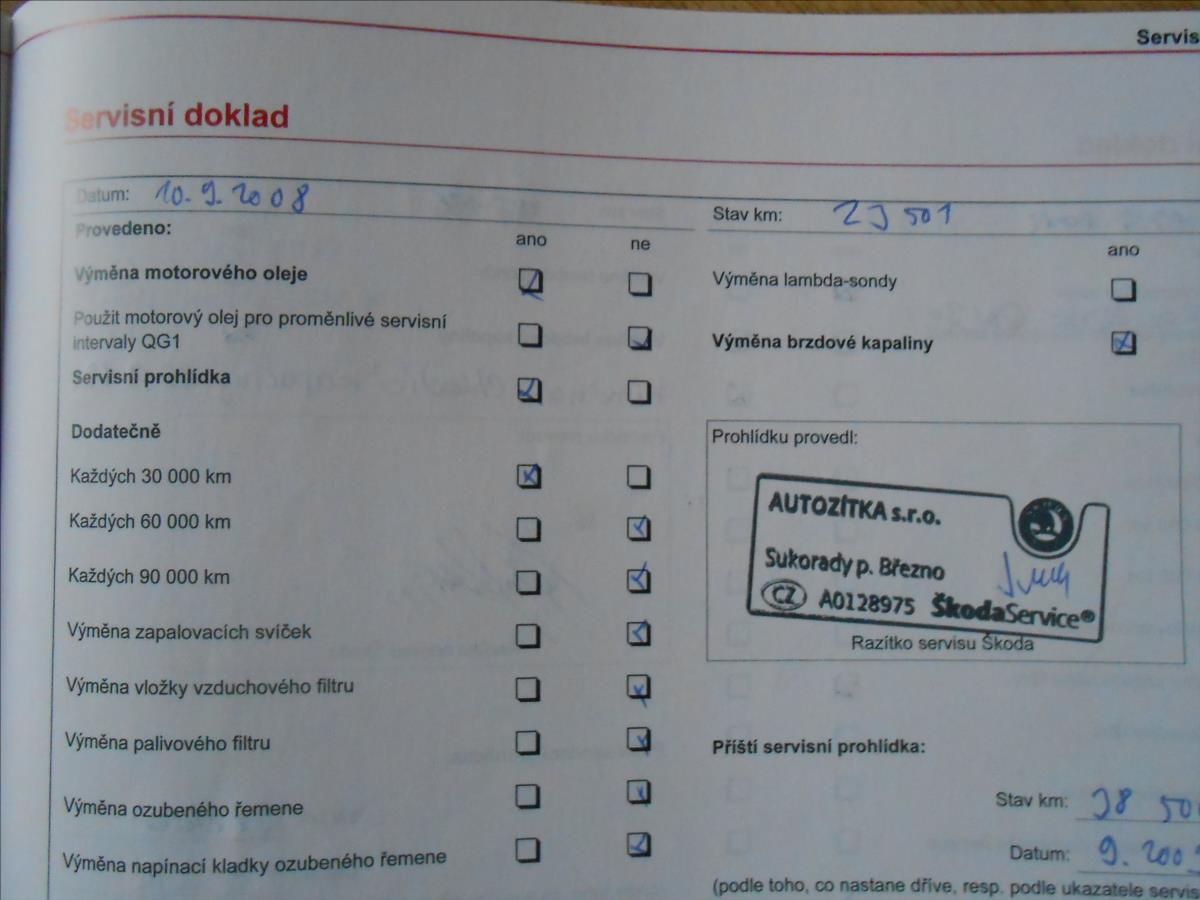 Servis
Servisní doklad
Datum: 10.9.2008
Stav km: 23 501
Provedeno:
ano ne
ano
Výměna motorového oleje
Výměna lambda-sondy
Použit motorový olej pro proměnlivé servisní
intervaly QG1
Výměna brzdové kapaliny
Servisní prohlídka
Dodatečně
Každých 30 000 km
Každých 60 000 km
Každých 90 000 km
Výměna zapalovacích svíček
Výměna vložky vzduchového filtru
Výměna palivového filtru
Výměna ozubeného řemene
Výměna napínací kladky ozubeného řemene
Prohlídku provedl:
AUTOZÍTKA s.r.o.
Sukorady p. Březno
CZ A0128975 ŠkodaService®
Razítko servisu Škoda
Příští servisní prohlídka:
Stav km: 38 501
Datum: 9.2009
(podle toho, co nastane dříve, resp. podle ukazatele servis